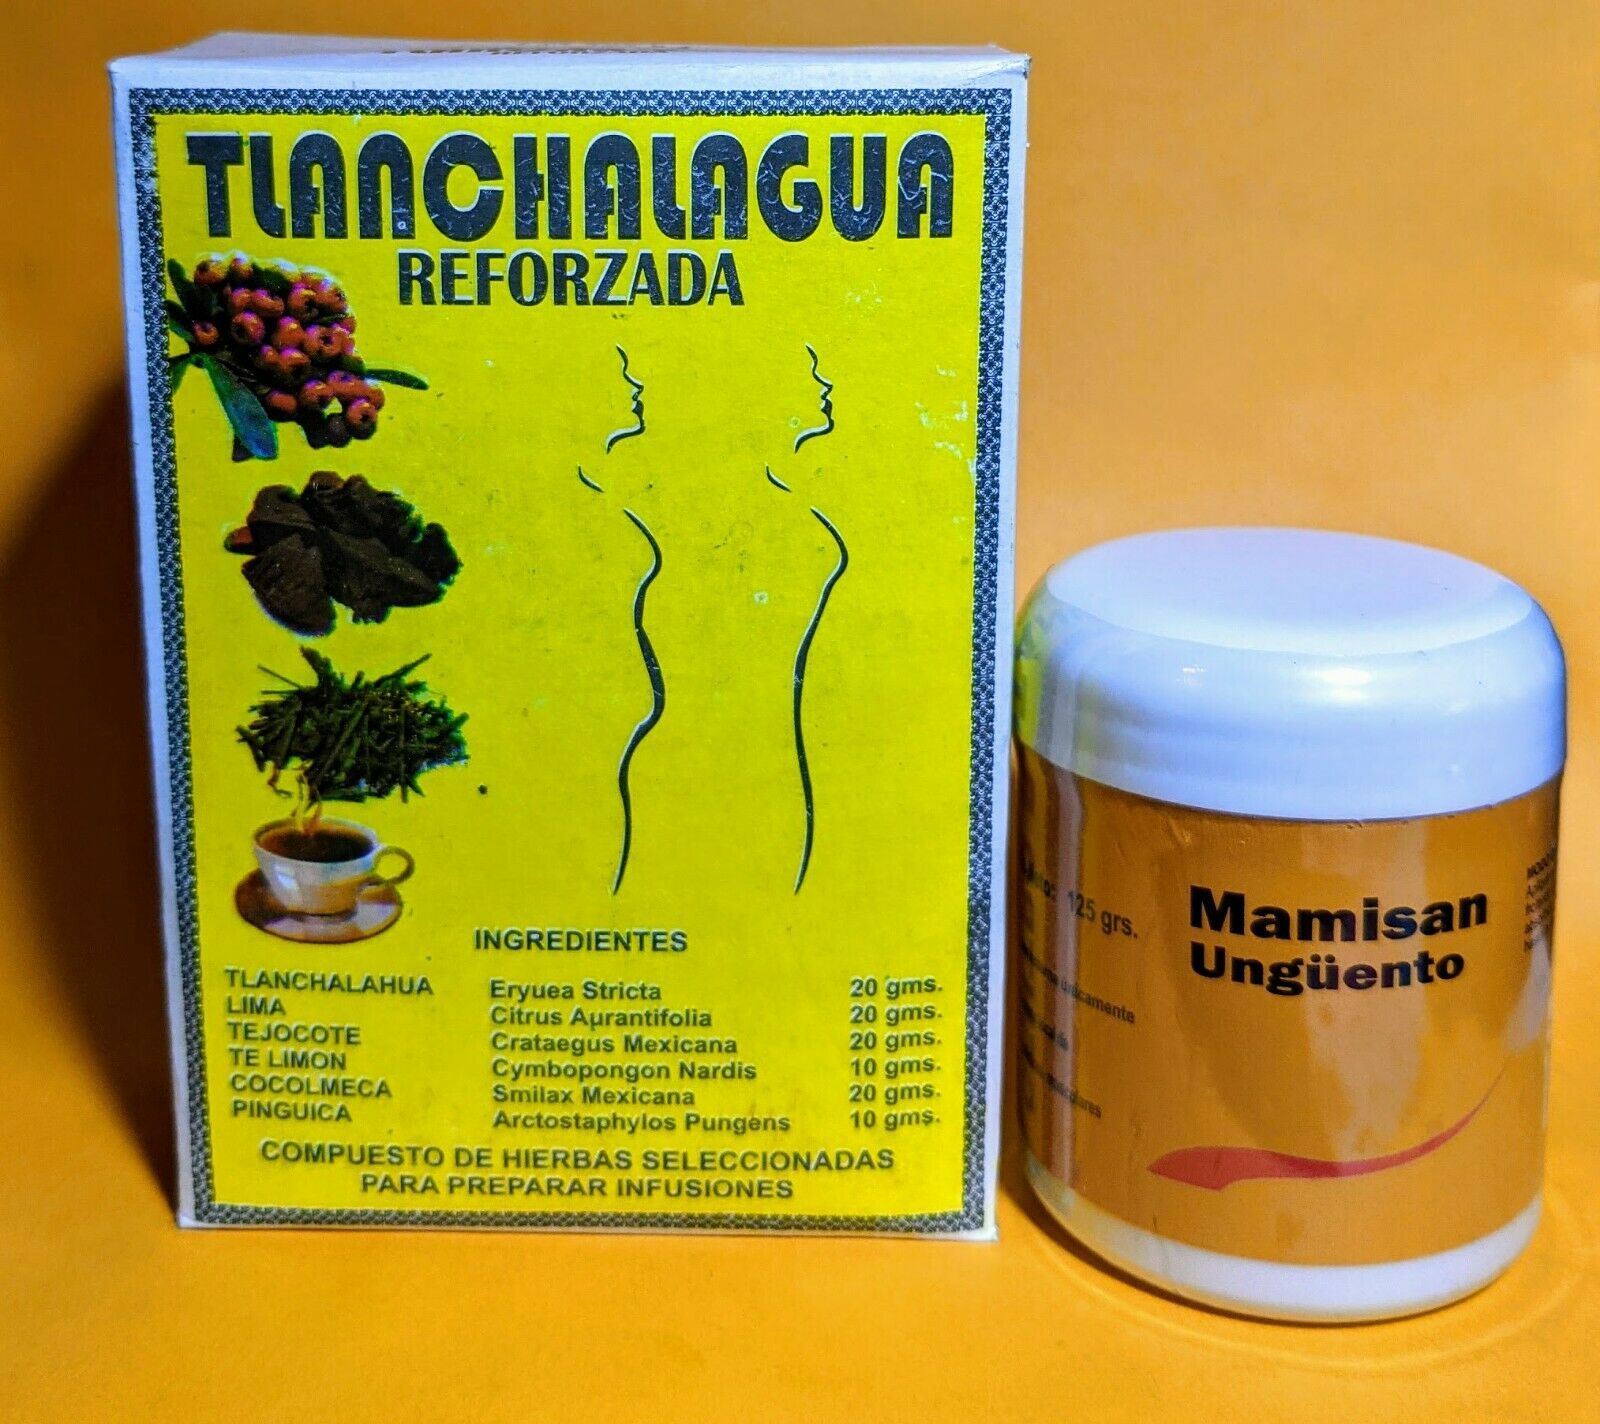 TLANCHALAGUA
REFORZADA
INGREDIENTES
TLANCHALAHUA Eryuea Stricta 20 gms.
LIMA Citrus Aurantifolia 20 gms.
TEJOCOTE Crataegus Mexicana 20 gms.
TE LIMON Cymbopongon Nardis 10 gms.
COCOLMECA Smilax Mexicana 20 gms.
PINGUICA Arctostaphylos Pungens 10 gms.
COMPUESTO DE HIERBAS SELECCIONADAS
PARA PREPARAR INFUSIONES
125 grs.
Mamisan
Ungüento